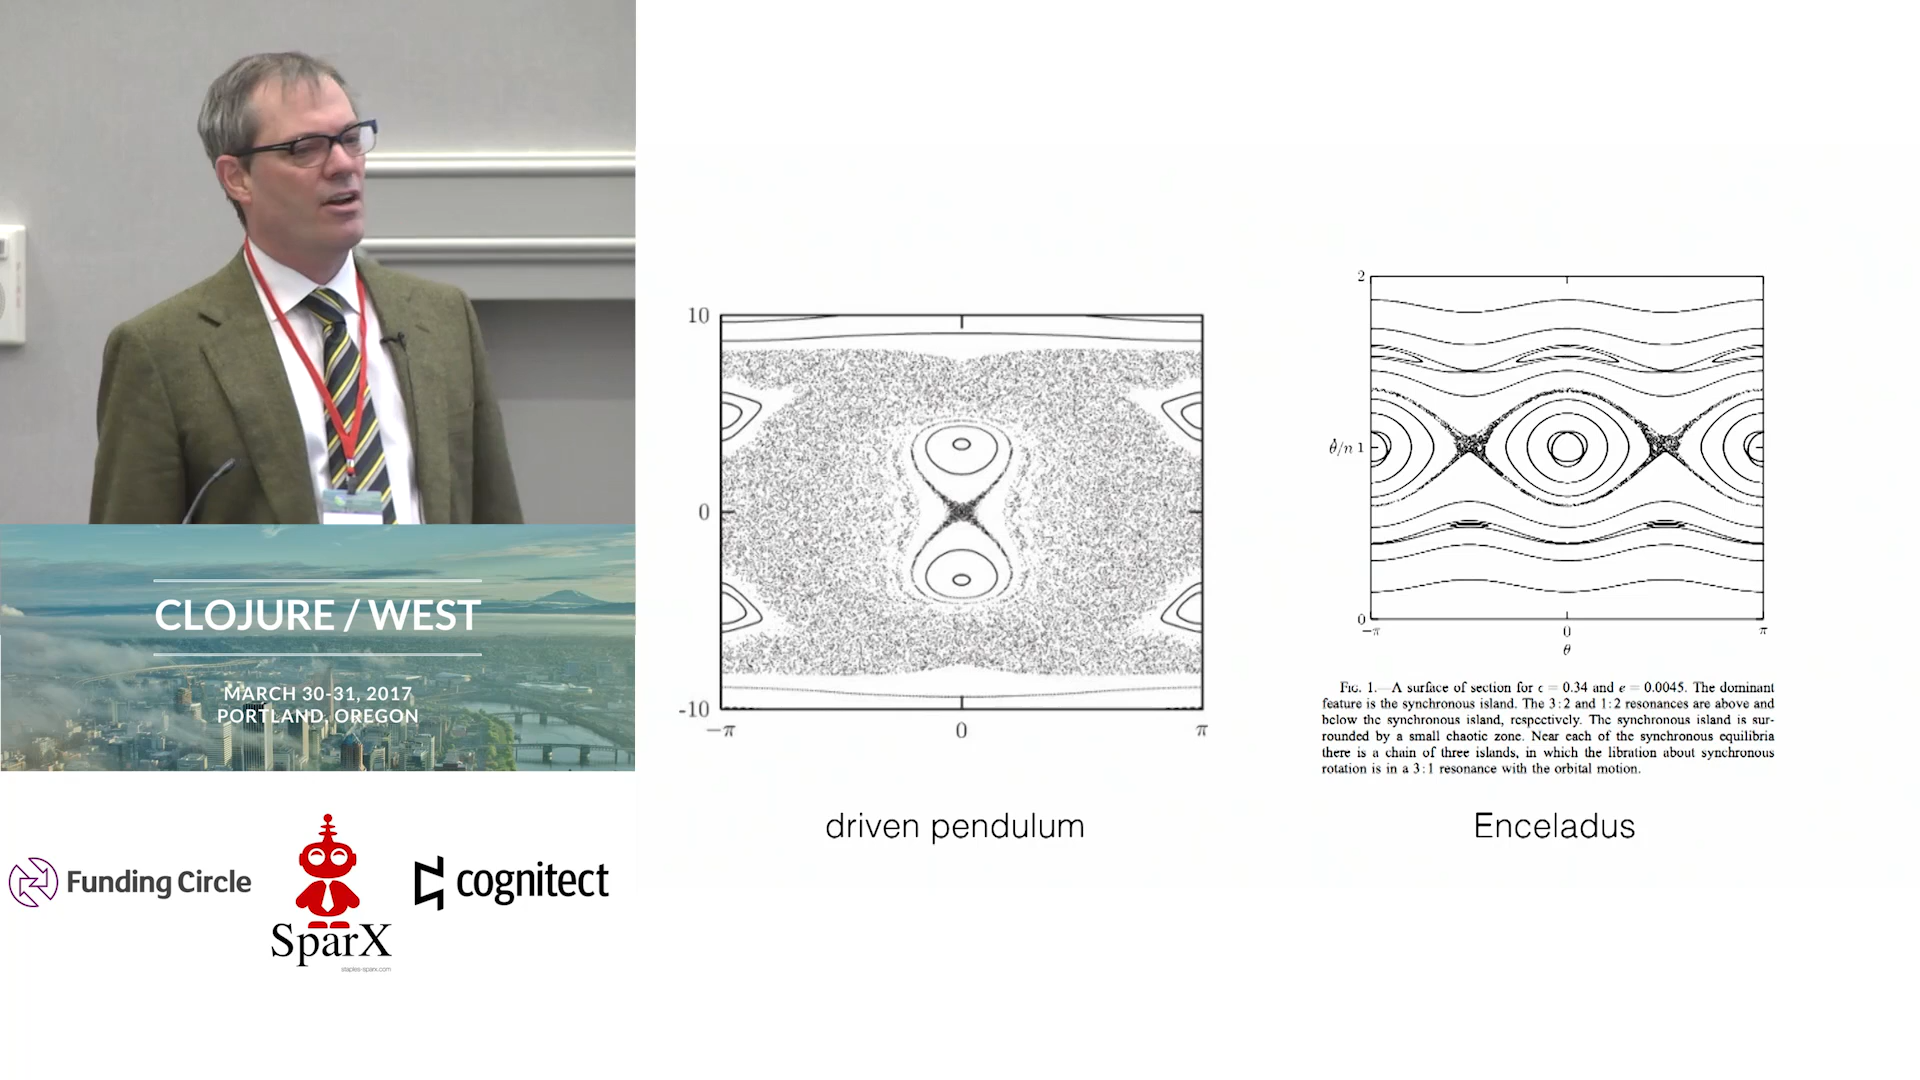 CLOJURE / WEST
MARCH 30-31, 2017
PORTLAND, OREGON
Funding Circle
SparX
staples-sparx.com
cognitect
10
0
-10
−π
0
π
driven pendulum
2
θ̇/n 1
0
−π
0
π
θ
FIG. 1.—A surface of section for ε = 0.34 and e = 0.0045. The dominant
feature is the synchronous island. The 3:2 and 1:2 resonances are above and
below the synchronous island, respectively. The synchronous island is sur-
rounded by a small chaotic zone. Near each of the synchronous equilibria
there is a chain of three islands, in which the libration about synchronous
rotation is in a 3:1 resonance with the orbital motion.
Enceladus